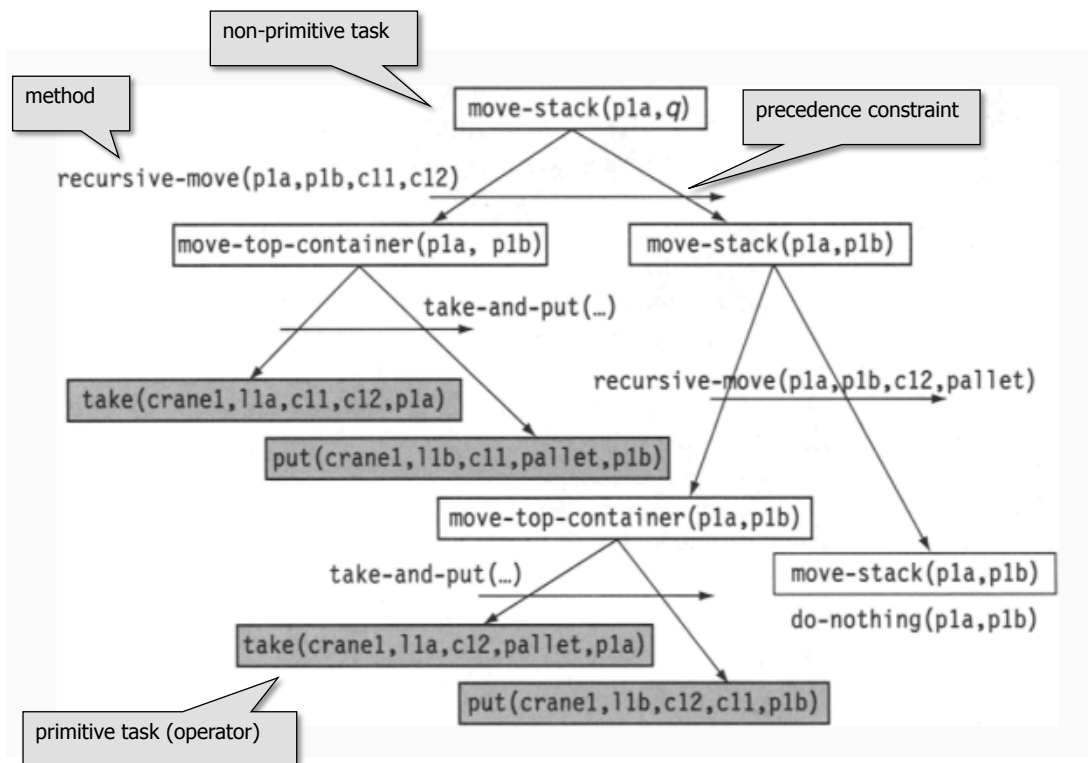 non-primitive task
method
move-stack(p1a,q)
precedence constraint
recursive-move(p1a,p1b,c11,c12)
move-top-container(p1a, p1b)
move-stack(p1a,p1b)
take-and-put(…)
recursive-move(p1a,p1b,c12,pallet)
take(crane1,l1a,c11,c12,p1a)
put(crane1,l1b,c11,pallet,p1b)
move-top-container(p1a,p1b)
take-and-put(…)
move-stack(p1a,p1b)
do-nothing(p1a,p1b)
take(crane1,l1a,c12,pallet,p1a)
put(crane1,l1b,c12,c11,p1b)
primitive task (operator)